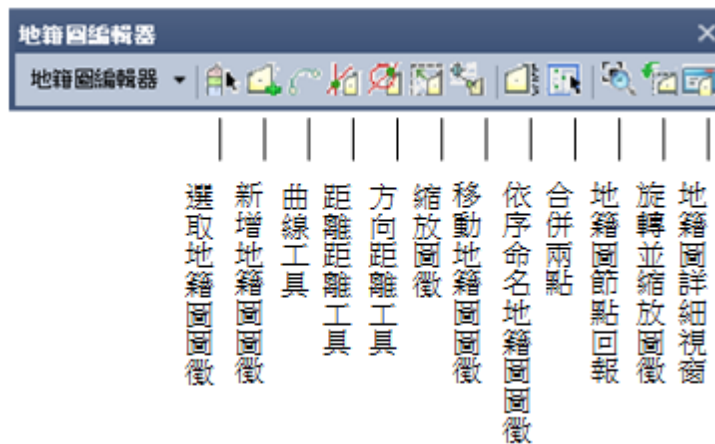 地籍圖編輯器
地籍圖編輯器
選取地籍圖圖徵
新增地籍圖圖徵
曲線工具
距離距離工具
方向距離工具
縮放圖徵
移動地籍圖圖徵
依序命名地籍圖圖徵
合併兩點
地籍圖節點回報
旋轉並縮放圖徵
地籍圖詳細視窗